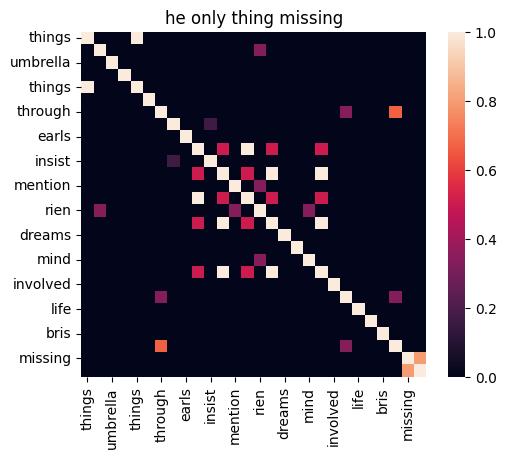 he only thing missing
things
umbrella
things
through
earls
insist
mention
rien
dreams
mind
involved
life
bris
missing
1.0
0.8
0.6
0.4
0.2
0.0
things
umbrella
things
through
earls
insist
mention
rien
dreams
mind
involved
life
bris
missing